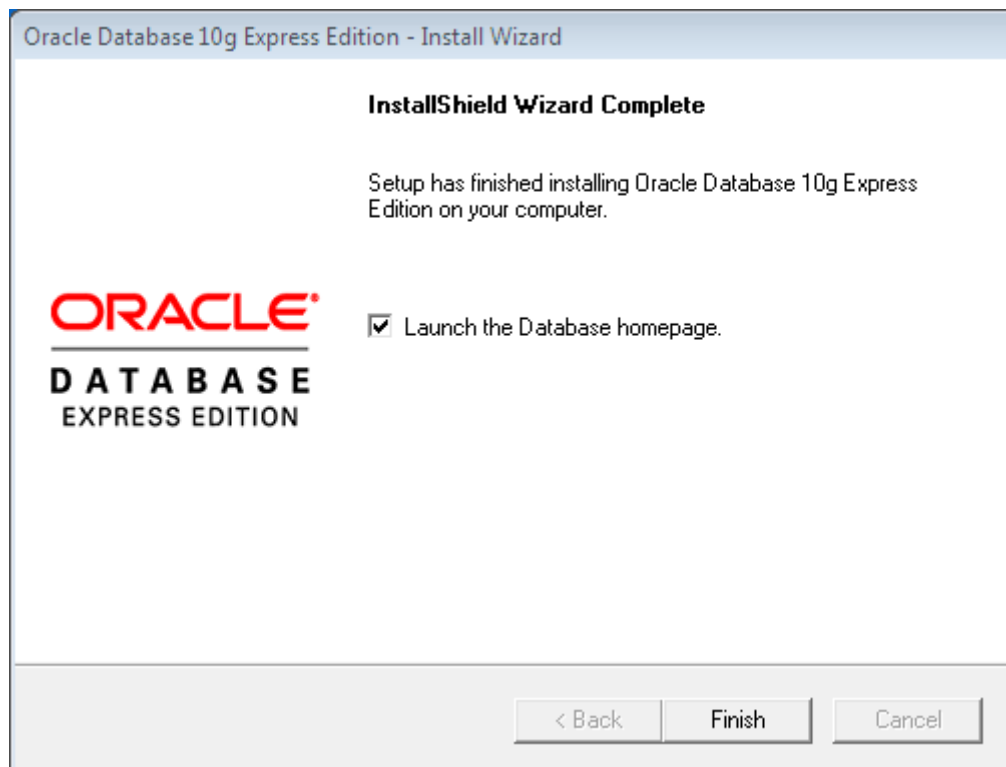 Oracle Database 10g Express Edition - Install Wizard
InstallShield Wizard Complete
Setup has finished installing Oracle Database 10g Express
Edition on your computer.
ORACLE
DATABASE
EXPRESS EDITION
Launch the Database homepage.
< Back
Finish
Cancel